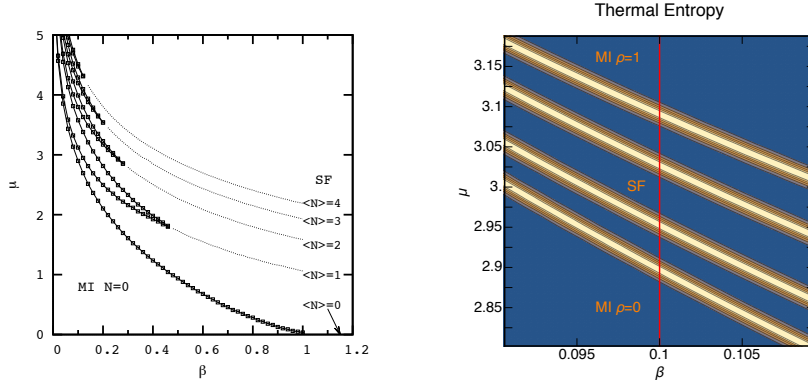 5
4
3
2
1
0
μ
0
0.2
0.4
0.6
0.8
1
1.2
β
SF
<N>=4
<N>=3
<N>=2
<N>=1
<N>=0
MI N=0
Thermal Entropy
3.15
3.1
3.05
3.
2.95
2.9
2.85
μ
MI ρ=1
SF
MI ρ=0
0.095
0.1
0.105
β